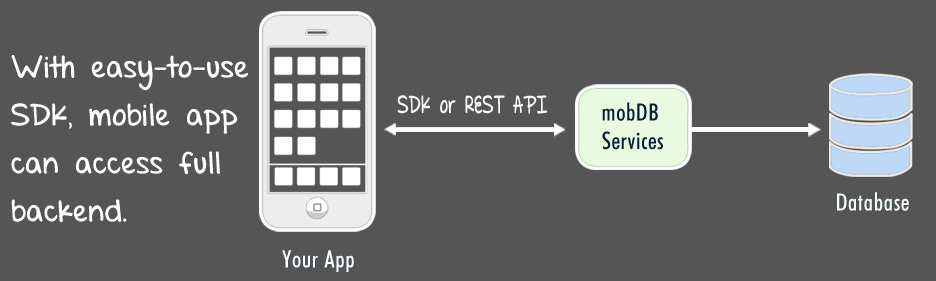 With easy-to-use
SDK, mobile app
can access full
backend.
Your App
SDK or REST API
mobDB
Services
Database